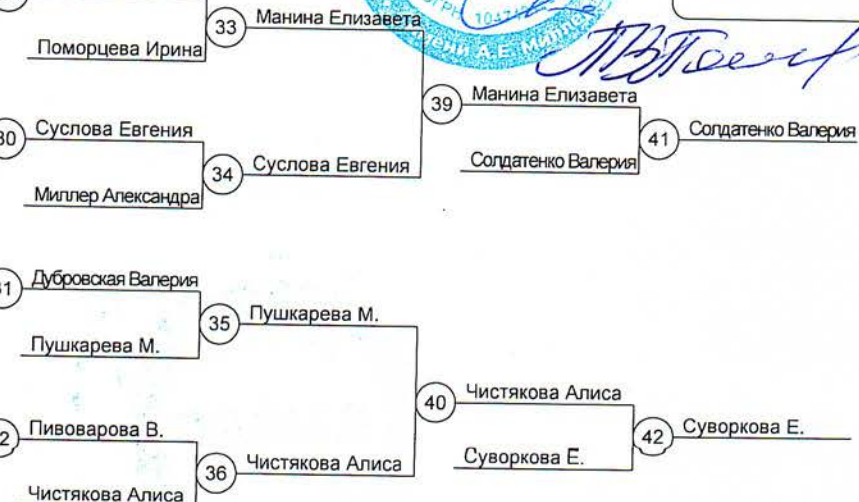 33 Манина Елизавета
Поморцева Ирина
39 Манина Елизавета
Суслова Евгения
41 Солдатенко Валерия
34 Суслова Евгения
Солдатенко Валерия
Миллер Александра
Дубровская Валерия
35 Пушкарева М.
Пушкарева М.
40 Чистякова Алиса
Пивоварова В.
42 Суворкова Е.
36 Чистякова Алиса
Суворкова Е.
Чистякова Алиса